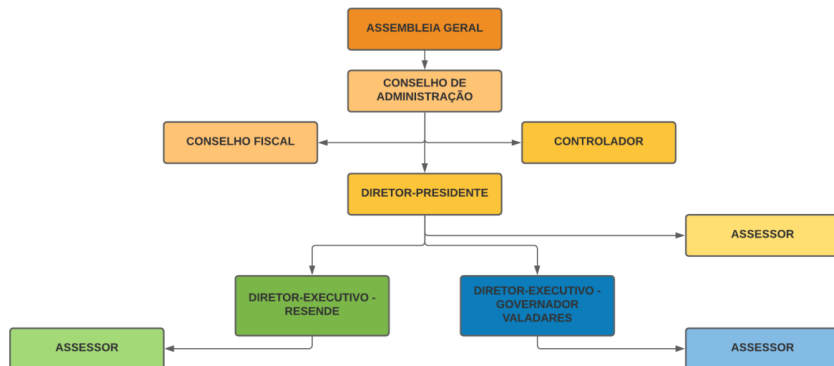 ASSEMBLEIA GERAL
CONSELHO DE
ADMINISTRAÇÃO
CONSELHO FISCAL
CONTROLADOR
DIRETOR-PRESIDENTE
ASSESSOR
DIRETOR-EXECUTIVO -
RESENDE
DIRETOR-EXECUTIVO -
GOVERNADOR
VALADARES
ASSESSOR
ASSESSOR